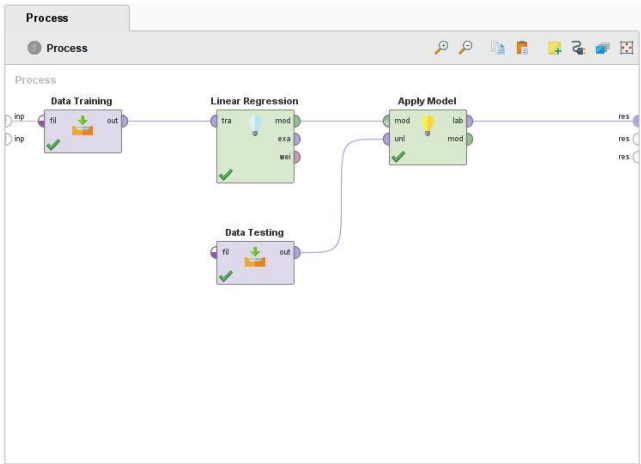 Process
Process
Process
Data Training
inp
fil
out
inp
Linear Regression
tra
mod
exa
wei
Apply Model
mod
lab
unl
mod
res
res
res
Data Testing
fil
out